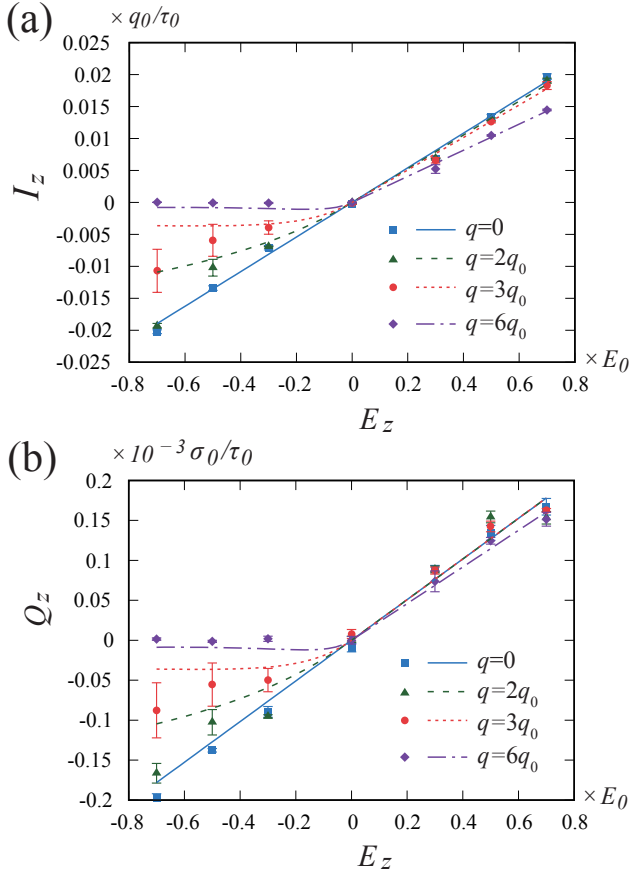 (a)
× q0/τ0
0.025
0.02
0.015
0.01
0.005
0
-0.005
-0.01
-0.015
-0.02
-0.025
Iz
q=0
q=2q0
q=3q0
q=6q0
-0.8 -0.6 -0.4 -0.2 0 0.2 0.4 0.6 0.8
× E0
Ez
(b)
× 10⁻³ σ0/τ0
0.2
0.15
0.1
0.05
0
-0.05
-0.1
-0.15
-0.2
Qz
q=0
q=2q0
q=3q0
q=6q0
-0.8 -0.6 -0.4 -0.2 0 0.2 0.4 0.6 0.8
× E0
Ez